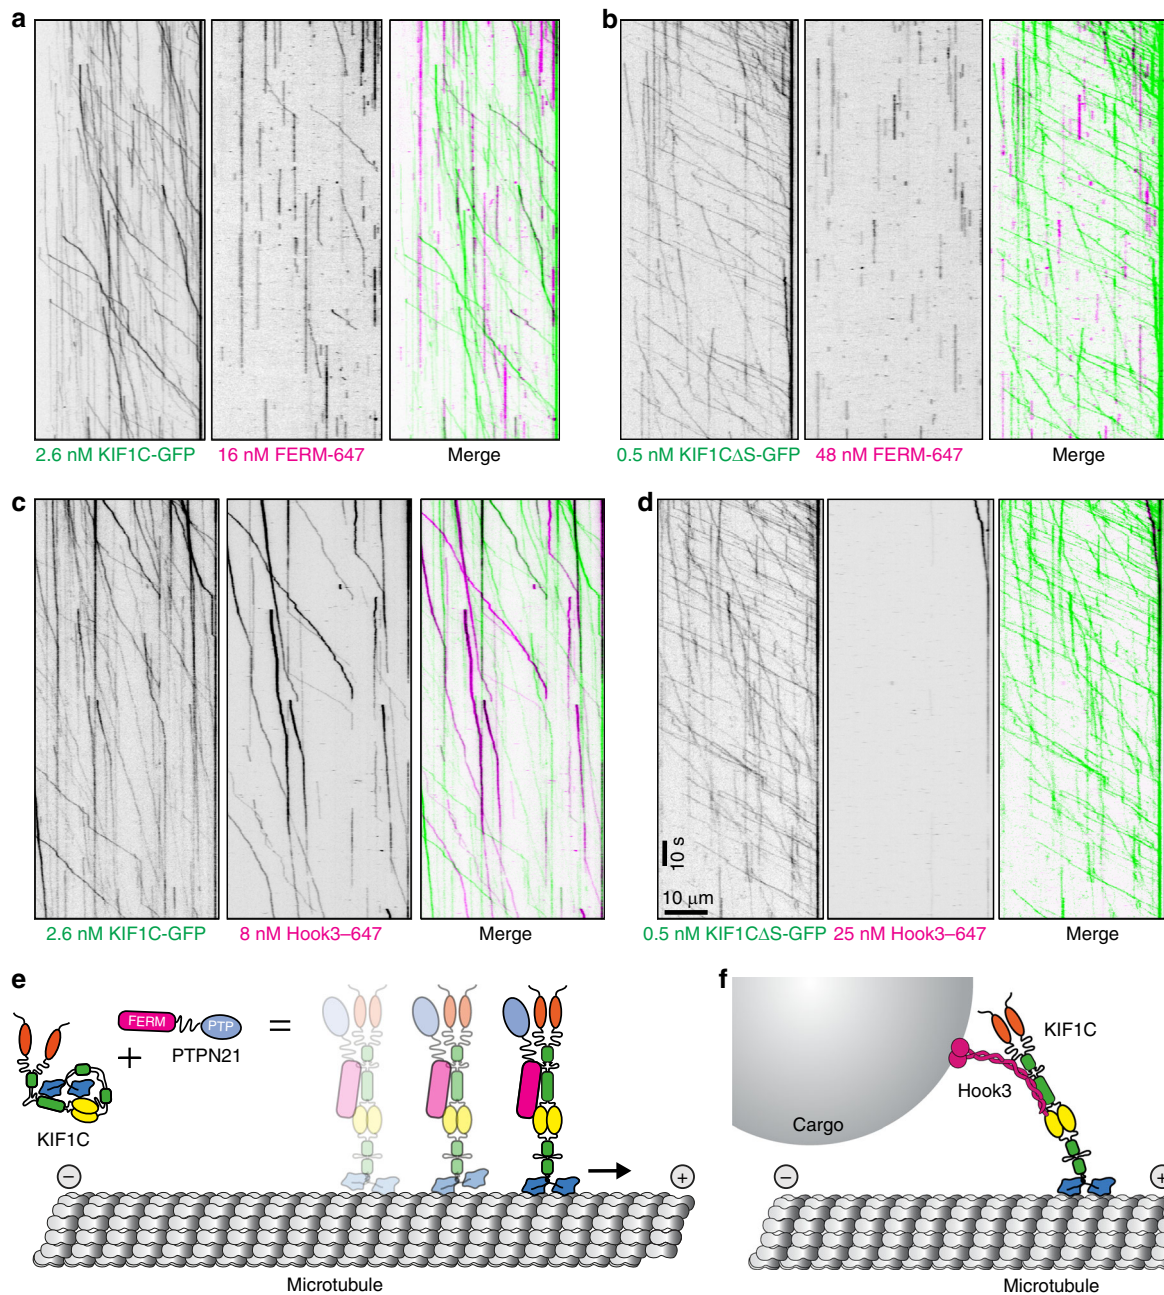 a
b
2.6 nM KIF1C-GFP
16 nM FERM-647
Merge
0.5 nM KIF1CΔS-GFP
48 nM FERM-647
Merge
c
d
10 s
10 μm
2.6 nM KIF1C-GFP
8 nM Hook3–647
Merge
0.5 nM KIF1CΔS-GFP
25 nM Hook3–647
Merge
e
f
FERM
PTP
=
+
PTPN21
KIF1C
−
+
Microtubule
KIF1C
Hook3
Cargo
−
+
Microtubule